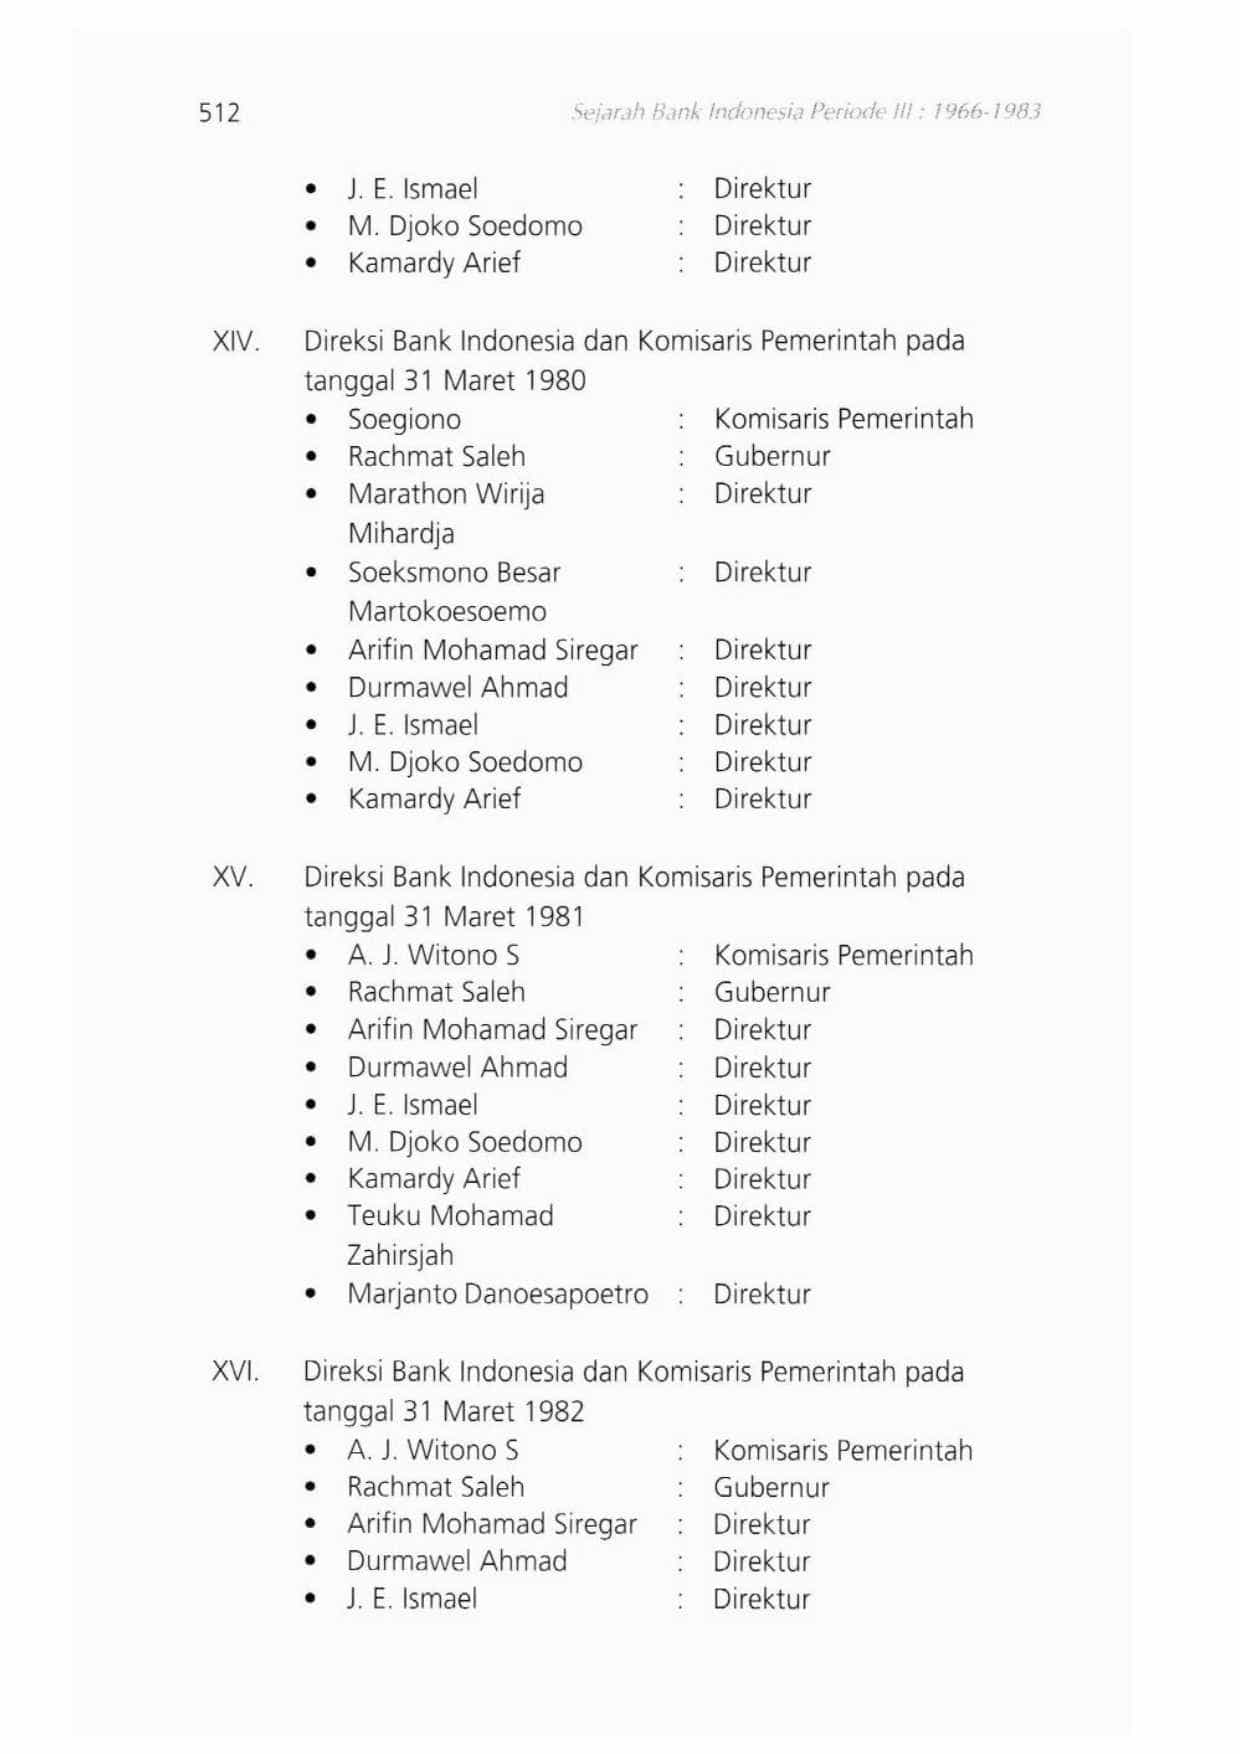 512 Sejarah Bank Indonesia Periode III : 1966-1983
• J. E. Ismael : Direktur
• M. Djoko Soedomo : Direktur
• Kamardy Arief : Direktur
XIV. Direksi Bank Indonesia dan Komisaris Pemerintah pada
tanggal 31 Maret 1980
• Soegiono : Komisaris Pemerintah
• Rachmat Saleh : Gubernur
• Marathon Wirija : Direktur
Mihardja
• Soeksmono Besar : Direktur
Martokoesoemo
• Arifin Mohamad Siregar : Direktur
• Durmawel Ahmad : Direktur
• J. E. Ismael : Direktur
• M. Djoko Soedomo : Direktur
• Kamardy Arief : Direktur
XV. Direksi Bank Indonesia dan Komisaris Pemerintah pada
tanggal 31 Maret 1981
• A. J. Witono S : Komisaris Pemerintah
• Rachmat Saleh : Gubernur
• Arifin Mohamad Siregar : Direktur
• Durmawel Ahmad : Direktur
• J. E. Ismael : Direktur
• M. Djoko Soedomo : Direktur
• Kamardy Arief : Direktur
• Teuku Mohamad : Direktur
Zahirsjah
• Marjanto Danoesapoetro : Direktur
XVI. Direksi Bank Indonesia dan Komisaris Pemerintah pada
tanggal 31 Maret 1982
• A. J. Witono S : Komisaris Pemerintah
• Rachmat Saleh : Gubernur
• Arifin Mohamad Siregar : Direktur
• Durmawel Ahmad : Direktur
• J. E. Ismael : Direktur